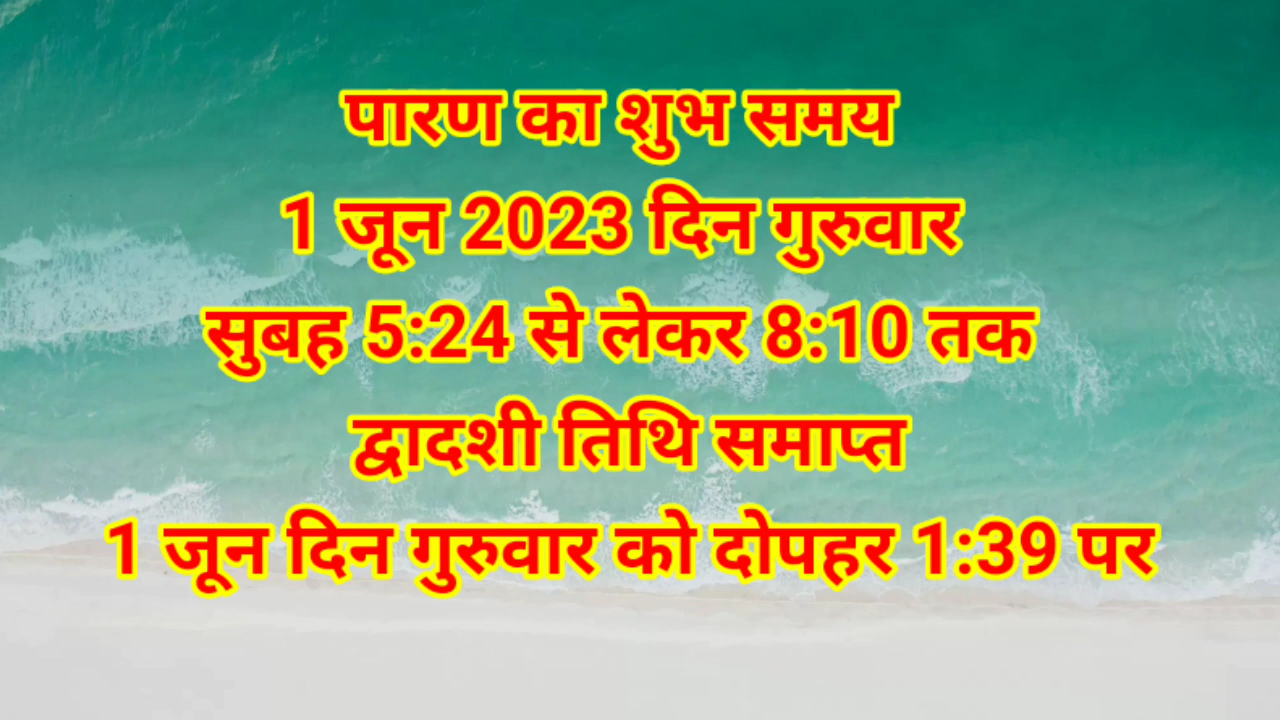 पारण का शुभ समय
1 जून 2023 दिन गुरुवार
सुबह 5:24 से लेकर 8:10 तक
द्वादशी तिथि समाप्त
1 जून दिन गुरुवार को दोपहर 1:39 पर